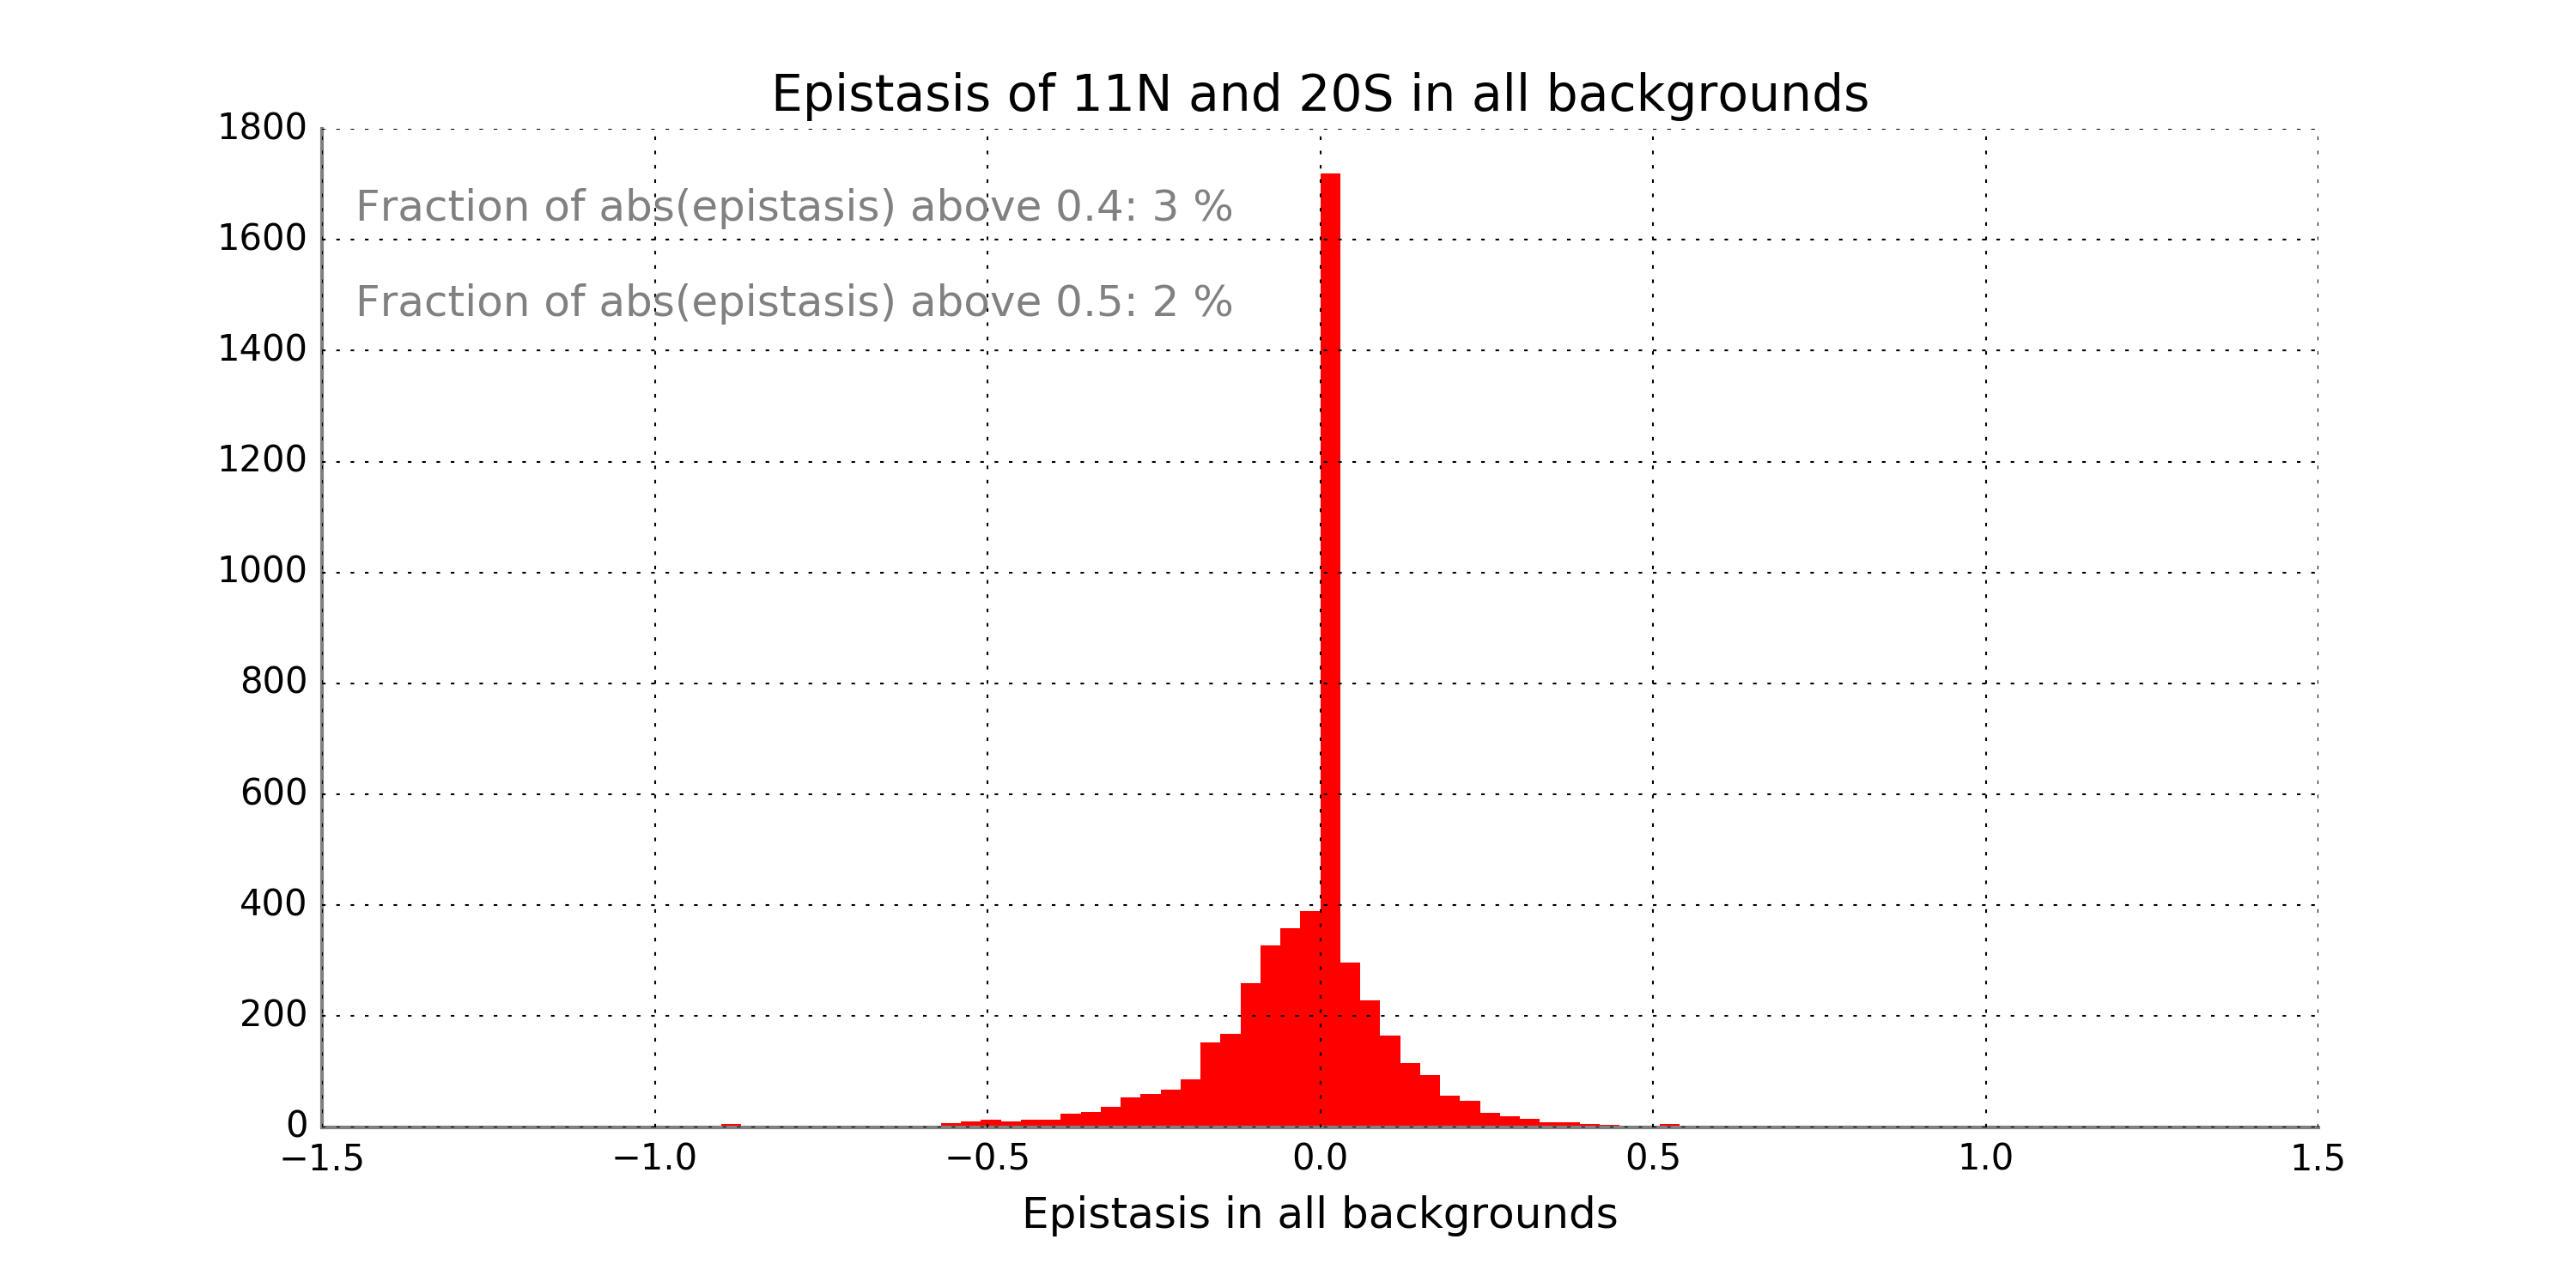 Epistasis of 11N and 20S in all backgrounds
1800
Fraction of abs(epistasis) above 0.4: 3 %
1600
Fraction of abs(epistasis) above 0.5: 2 %
1400
1200
1000
800
600
400
200
0
−1.5 −1.0 −0.5 0.0 0.5 1.0 1.5
Epistasis in all backgrounds